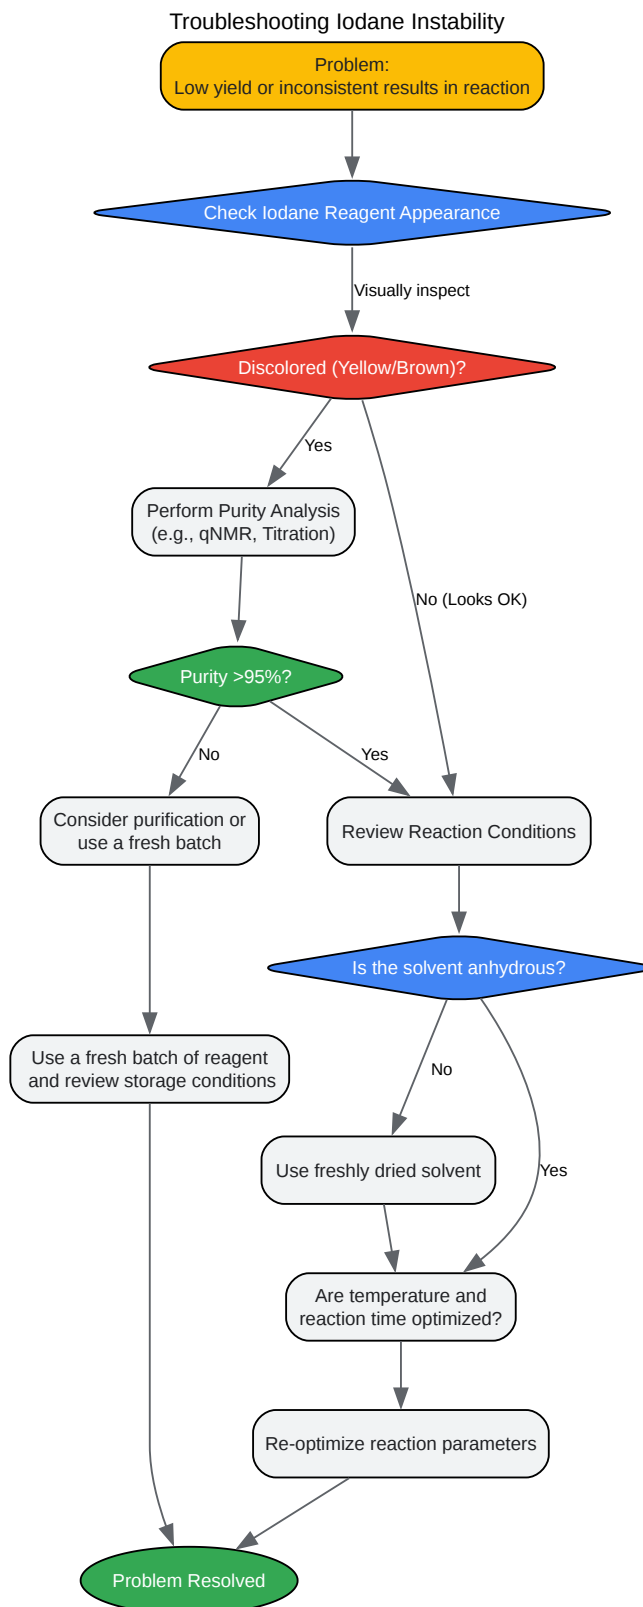 Troubleshooting Iodane Instability
Problem:
Low yield or inconsistent results in reaction
Check Iodane Reagent Appearance
Visually inspect
Discolored (Yellow/Brown)?
Yes
Perform Purity Analysis
(e.g., qNMR, Titration)
No (Looks OK)
Purity >95%?
No
Yes
Consider purification or
use a fresh batch
Review Reaction Conditions
Is the solvent anhydrous?
Use a fresh batch of reagent
and review storage conditions
No
Use freshly dried solvent
Yes
Are temperature and
reaction time optimized?
Re-optimize reaction parameters
Problem Resolved